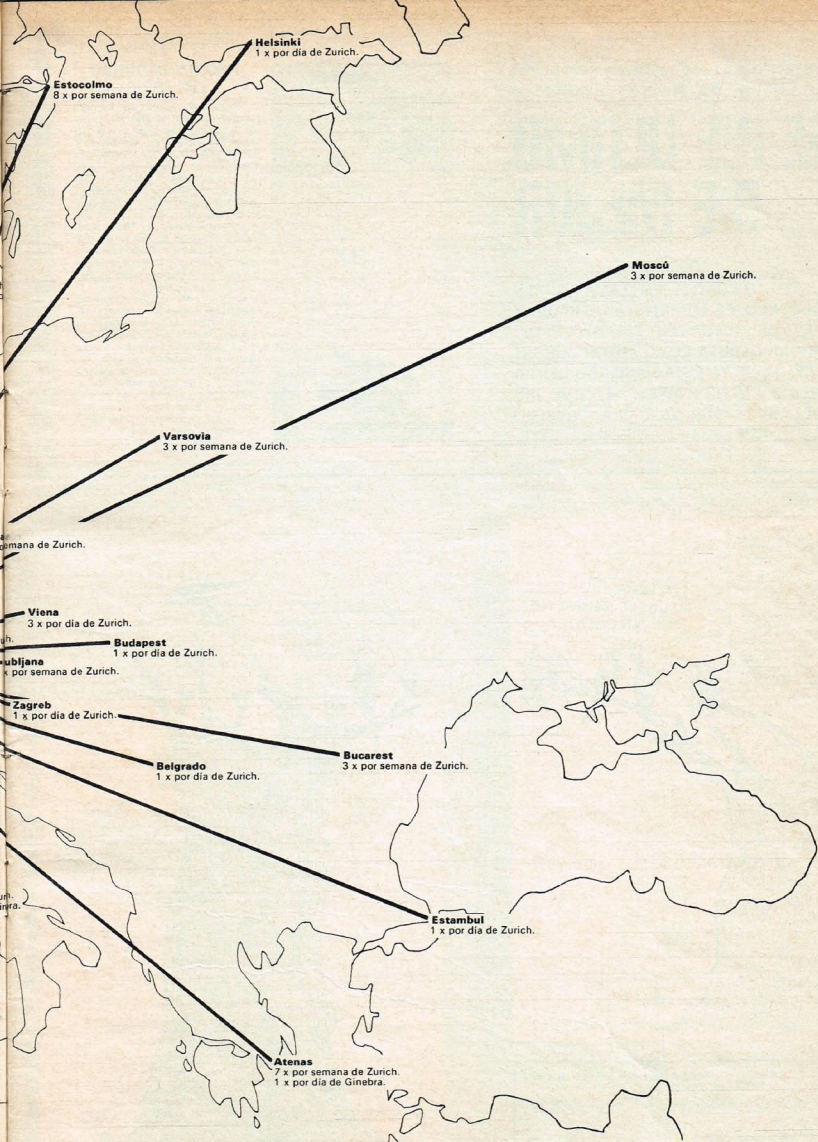 Helsinki
1 x por día de Zurich.
Estocolmo
8 x por semana de Zurich.
Moscú
3 x por semana de Zurich.
Varsovia
3 x por semana de Zurich.
de Zurich.
Viena
3 x por día de Zurich.
Budapest
1 x por día de Zurich.
ubljana
x por semana de Zurich.
Zagreb
1 x por día de Zurich.
Bucarest
3 x por semana de Zurich.
Belgrado
1 x por día de Zurich.
Estambul
1 x por día de Zurich.
Atenas
7 x por semana de Zurich.
1 x por día de Ginebra.